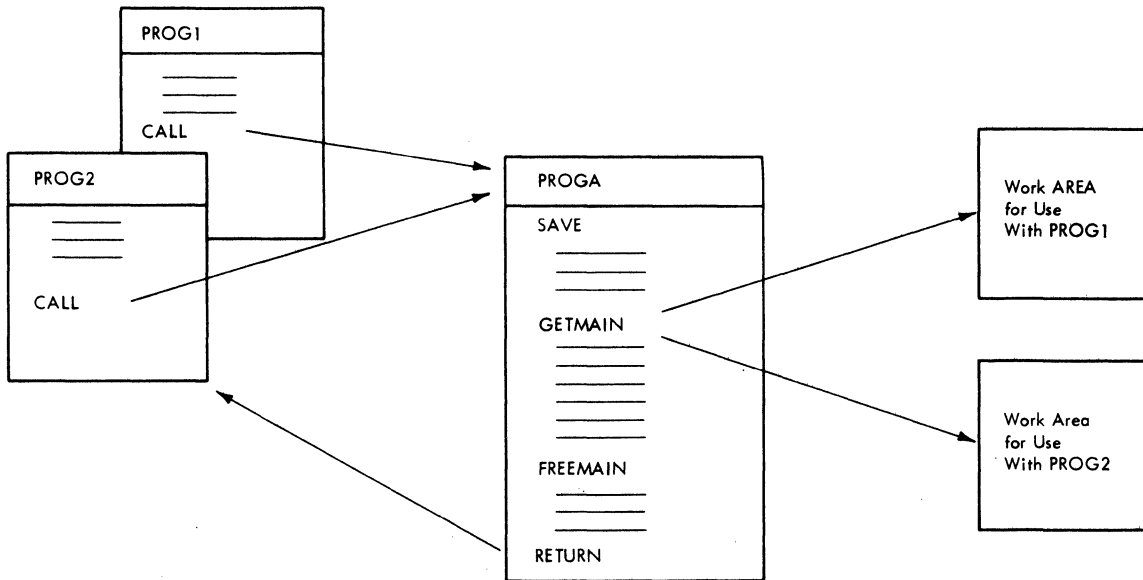 PROG1
CALL
PROG2
CALL
PROGA
SAVE
GETMAIN
FREEMAIN
RETURN
Work AREA
for Use
With PROG1
Work Area
for Use
With PROG2